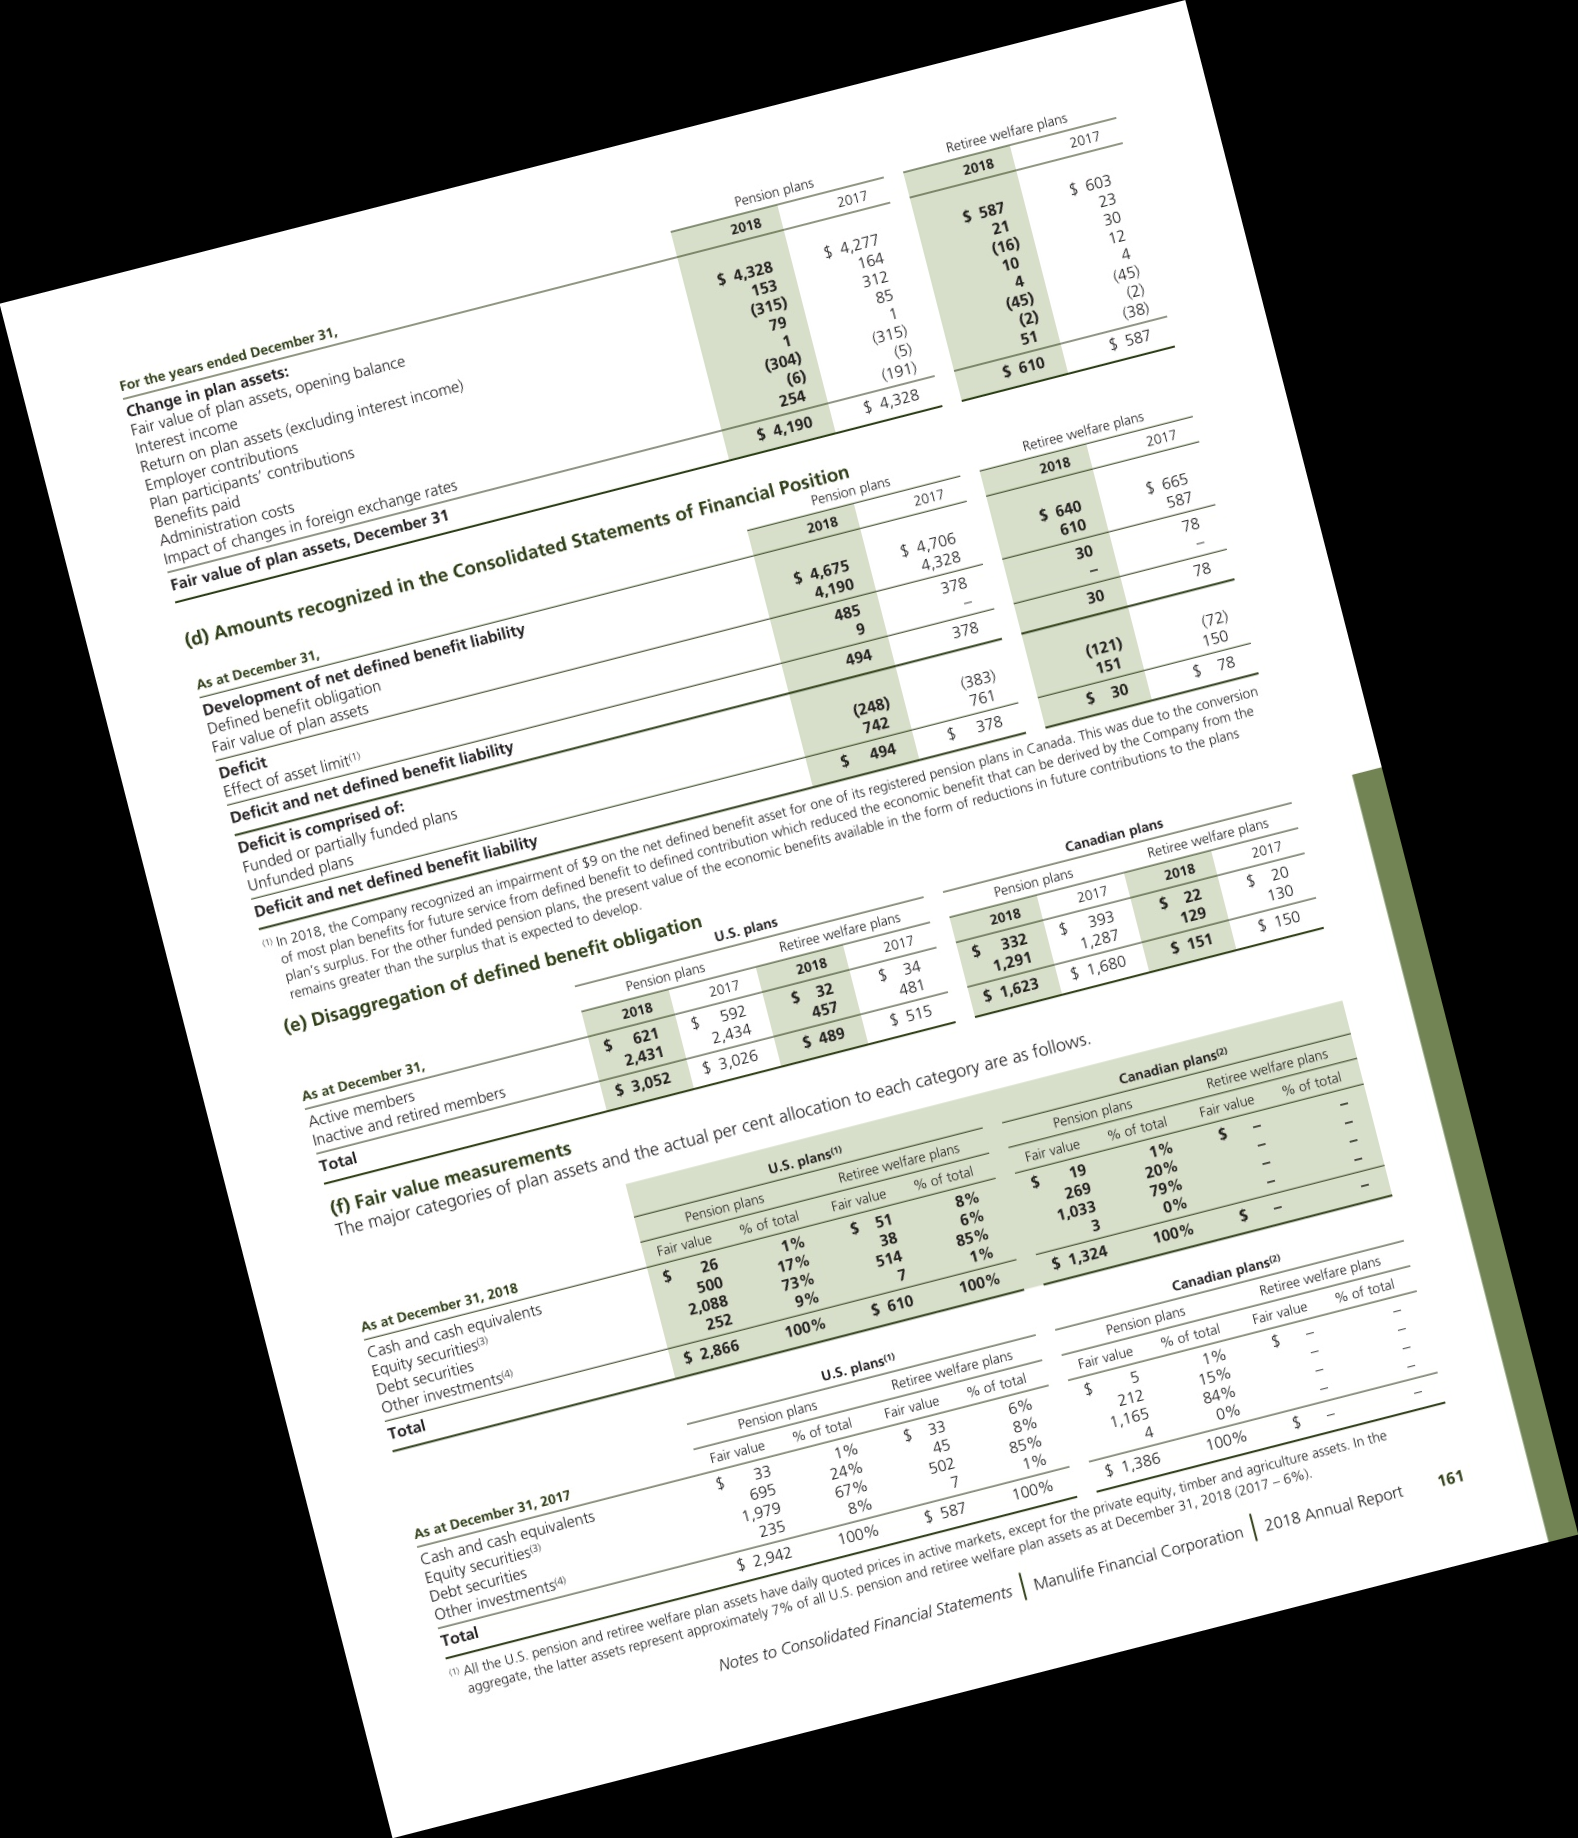 Pension plans Retiree welfare plans
For the years ended December 31, 2018 2017 2018 2017
Change in plan assets:
Fair value of plan assets, opening balance $ 4,328 $ 4,277 $ 587 $ 603
Interest income 153 164 21 23
Return on plan assets (excluding interest income) (315) 312 (16) 30
Employer contributions 79 85 10 12
Plan participants’ contributions 1 1 4 4
Benefits paid (304) (315) (45) (45)
Administration costs (6) (5) (2) (2)
Impact of changes in foreign exchange rates 254 (191) 51 (38)
Fair value of plan assets, December 31 $ 4,190 $ 4,328 $ 610 $ 587
(d) Amounts recognized in the Consolidated Statements of Financial Position
Pension plans Retiree welfare plans
As at December 31, 2018 2017 2018 2017
Development of net defined benefit liability
Defined benefit obligation $ 4,675 $ 4,706 $ 640 $ 665
Fair value of plan assets 4,190 4,328 610 587
Deficit 485 378 30 78
Effect of asset limit(1) 9 – – –
Deficit and net defined benefit liability 494 378 30 78
Deficit is comprised of:
Funded or partially funded plans (248) (383) (121) (72)
Unfunded plans 742 761 151 150
Deficit and net defined benefit liability $ 494 $ 378 $ 30 $ 78
(1) In 2018, the Company recognized an impairment of $9 on the net defined benefit asset for one of its registered pension plans in Canada. This was due to the conversion
of most plan benefits for future service from defined benefit to defined contribution which reduced the economic benefit that can be derived by the Company from the
plan’s surplus. For the other funded pension plans, the present value of the economic benefits available in the form of reductions in future contributions to the plans
remains greater than the surplus that is expected to develop.
(e) Disaggregation of defined benefit obligation
U.S. plans Canadian plans
Pension plans Retiree welfare plans Pension plans Retiree welfare plans
As at December 31, 2018 2017 2018 2017 2018 2017 2018 2017
Active members $ 621 $ 592 $ 32 $ 34 $ 332 $ 393 $ 22 $ 20
Inactive and retired members 2,431 2,434 457 481 1,291 1,287 129 130
Total $ 3,052 $ 3,026 $ 489 $ 515 $ 1,623 $ 1,680 $ 151 $ 150
(f) Fair value measurements
The major categories of plan assets and the actual per cent allocation to each category are as follows.
U.S. plans(1) Canadian plans(2)
Pension plans Retiree welfare plans Pension plans Retiree welfare plans
As at December 31, 2018 Fair value % of total Fair value % of total Fair value % of total Fair value % of total
Cash and cash equivalents $ 26 1% $ 51 8% $ 19 1% $ – –
Equity securities(3) 500 17% 38 6% 269 20% – –
Debt securities 2,088 73% 514 85% 1,033 79% – –
Other investments(4) 252 9% 7 1% 3 0% – –
Total $ 2,866 100% $ 610 100% $ 1,324 100% $ – –
U.S. plans(1) Canadian plans(2)
Pension plans Retiree welfare plans Pension plans Retiree welfare plans
As at December 31, 2017 Fair value % of total Fair value % of total Fair value % of total Fair value % of total
Cash and cash equivalents $ 33 1% $ 33 6% $ 5 1% $ – –
Equity securities(3) 695 24% 45 8% 212 15% – –
Debt securities 1,979 67% 502 85% 1,165 84% – –
Other investments(4) 235 8% 7 1% 4 0% – –
Total $ 2,942 100% $ 587 100% $ 1,386 100% $ – –
(1) All the U.S. pension and retiree welfare plan assets have daily quoted prices in active markets, except for the private equity, timber and agriculture assets. In the
aggregate, the latter assets represent approximately 7% of all U.S. pension and retiree welfare plan assets as at December 31, 2018 (2017 – 6%).
Notes to Consolidated Financial Statements | Manulife Financial Corporation | 2018 Annual Report 161